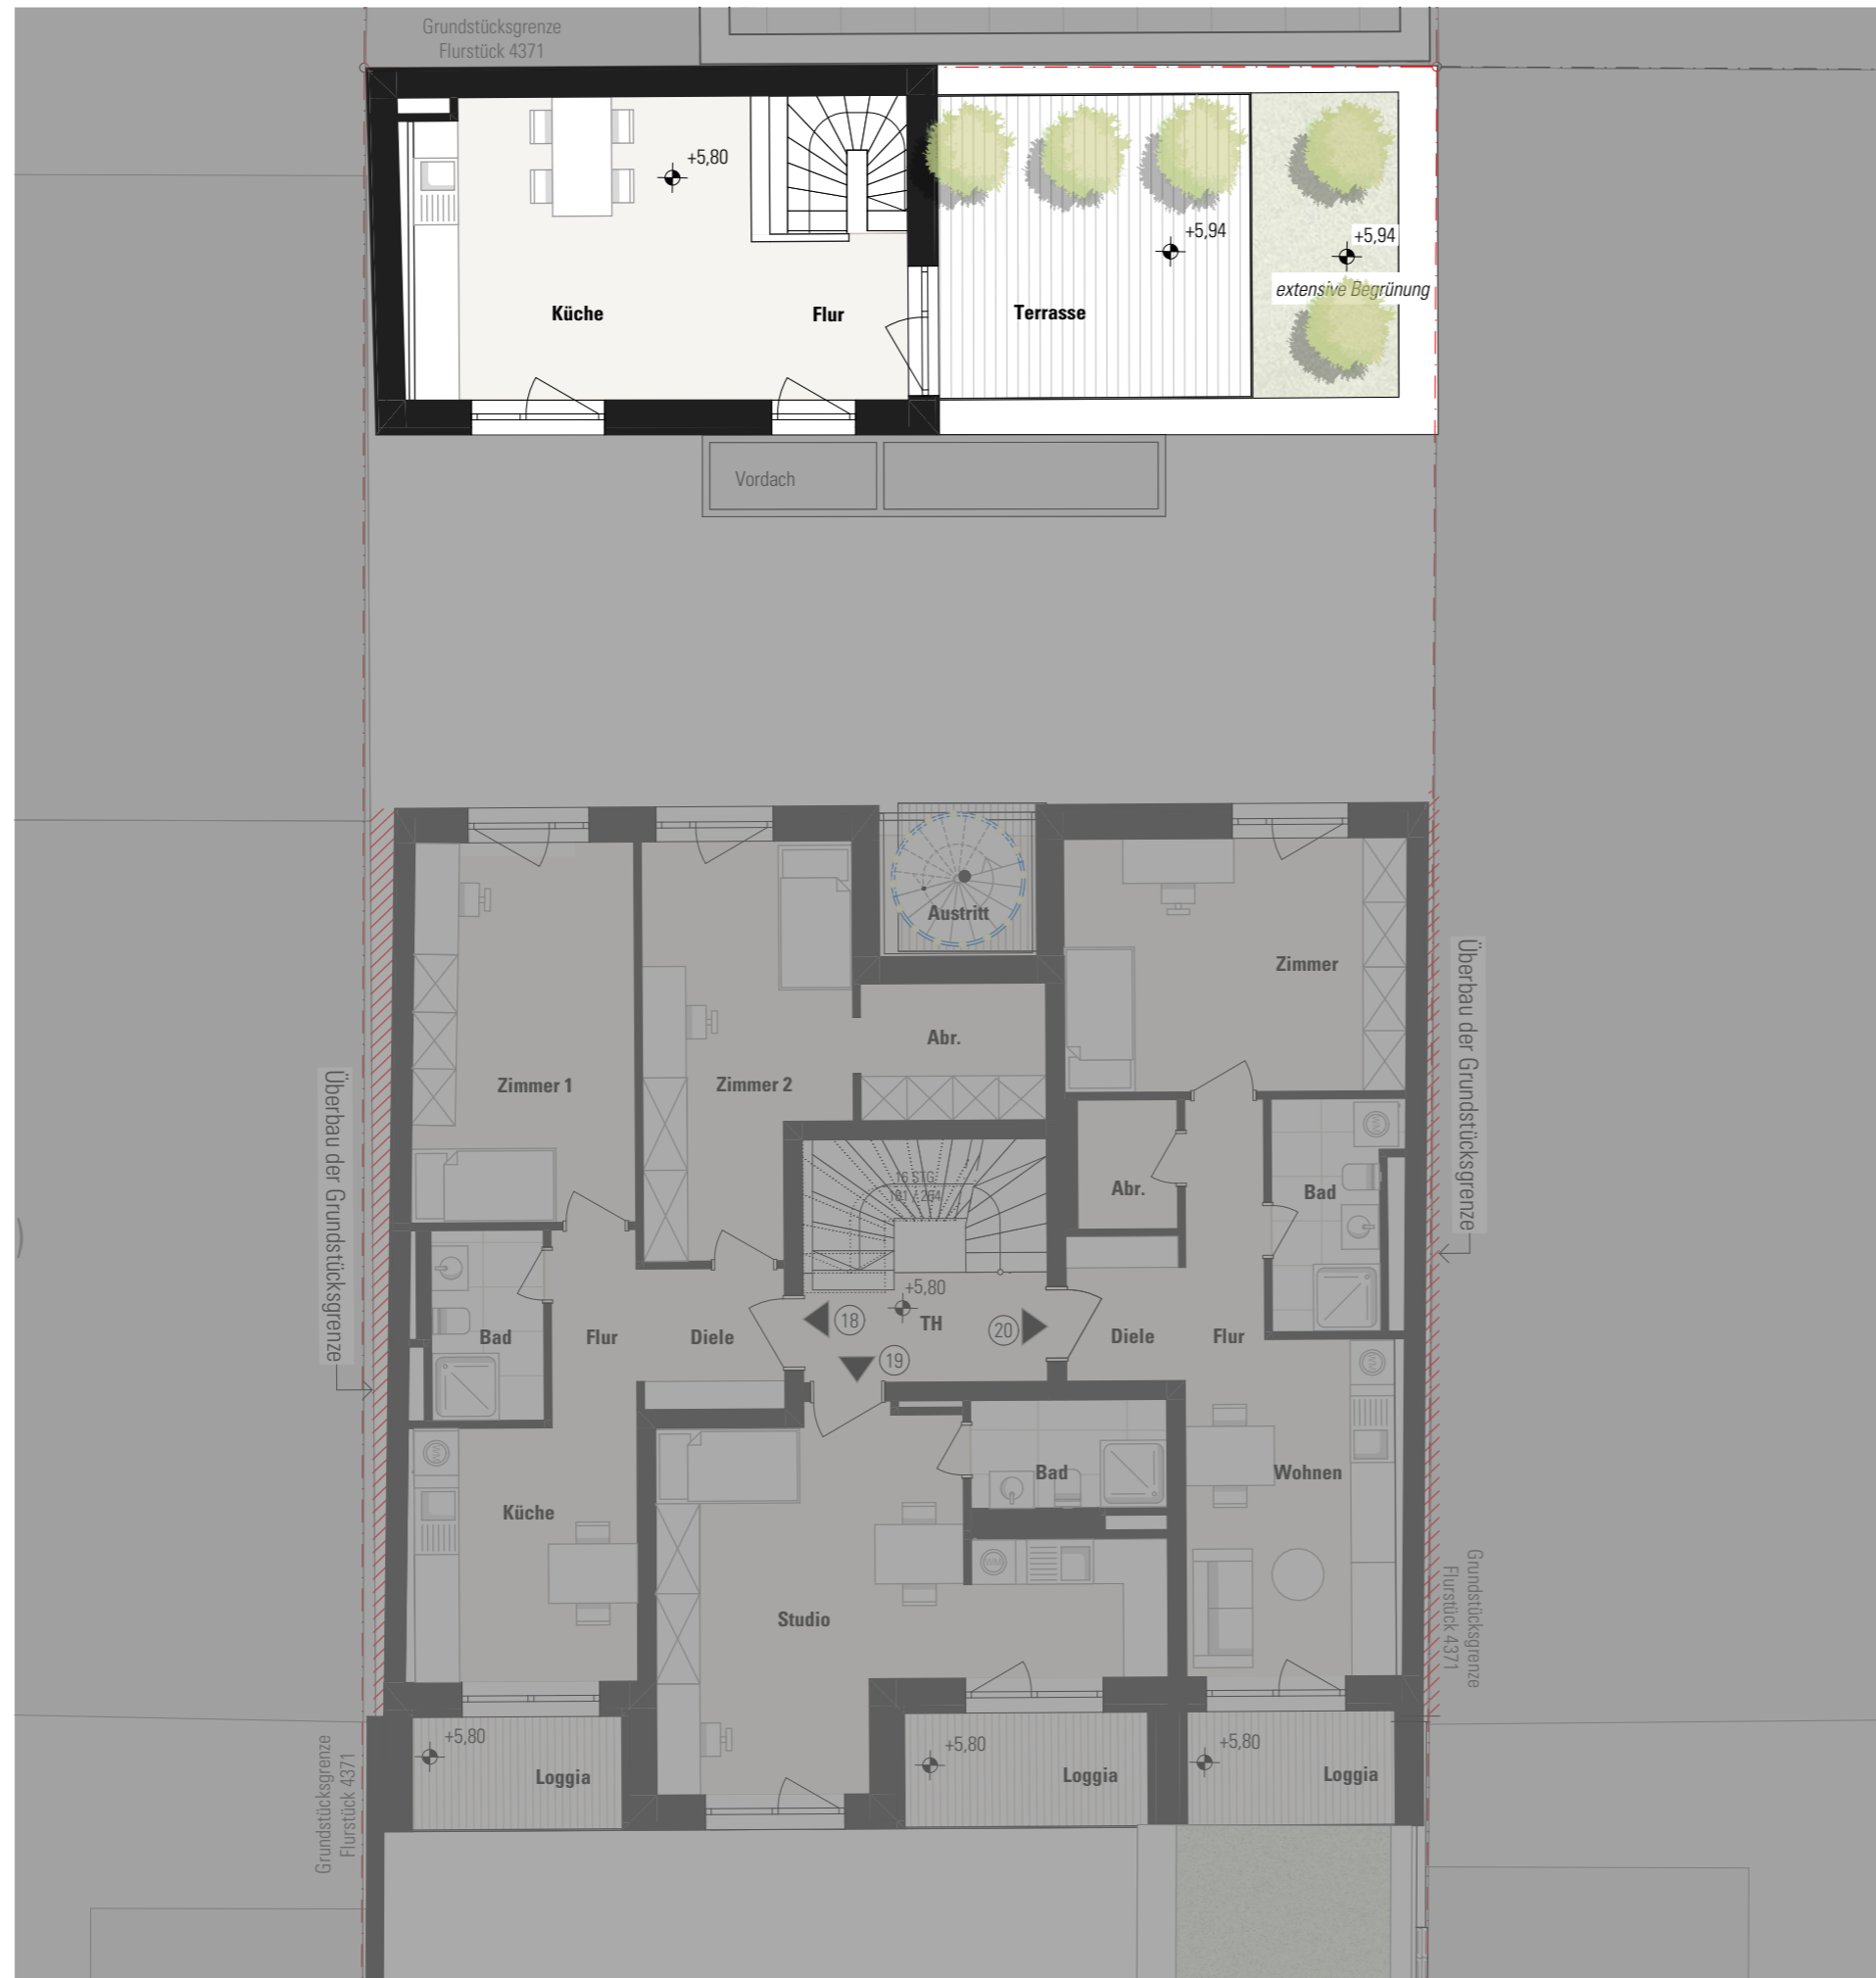 Grundstücksgrenze
Flurstück 4371
+5,80
+5,94
+5,94
extensive Begrünung
Küche
Flur
Terrasse
Vordach
Austritt
Zimmer
Abr.
Zimmer 1
Zimmer 2
Überbau der Grundstücksgrenze
Überbau der Grundstücksgrenze
16 STG
Abr.
Bad
+5,80
18
TH
20
19
Bad
Flur
Diele
Diele
Flur
Küche
Bad
Wohnen
Studio
Grundstücksgrenze
Flurstück 4371
+5,80
Loggia
+5,80
Loggia
+5,80
Loggia
Grundstücksgrenze
Flurstück 4371